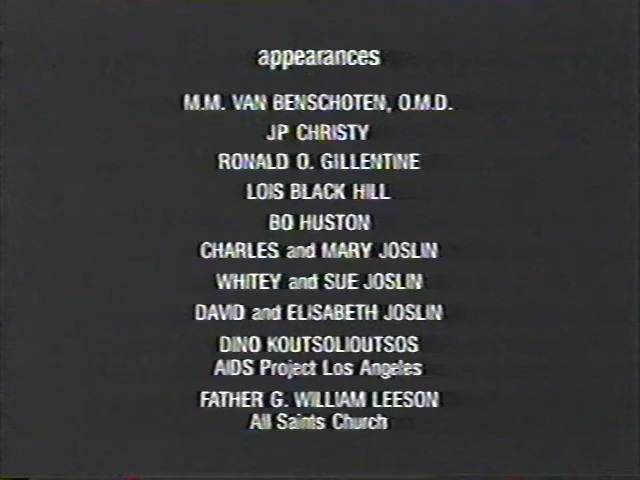 appearances
M.M. VAN BENSCHOTEN, O.M.D.
JP CHRISTY
RONALD O. GILLENTINE
LOIS BLACK HILL
BO HUSTON
CHARLES and MARY JOSLIN
WHITEY and SUE JOSLIN
DAVID and ELISABETH JOSLIN
DINO KOUTSOLIOUTSOS
AIDS Project Los Angeles
FATHER G. WILLIAM LEESON
All Saints Church